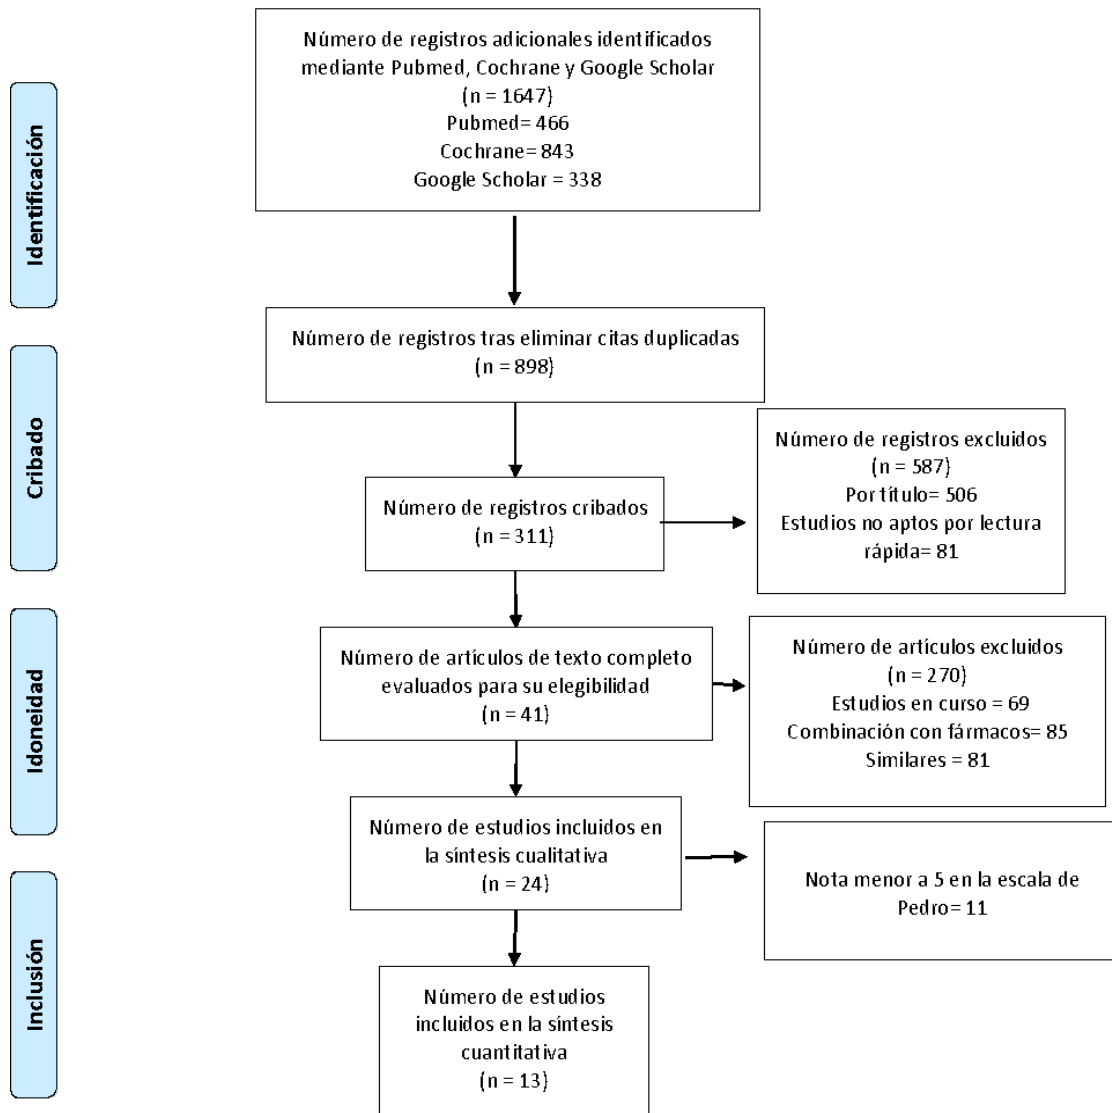 Identificación
Número de registros adicionales identificados
mediante Pubmed, Cochrane y Google Scholar
(n = 1647)
Pubmed= 466
Cochrane= 843
Google Scholar = 338
Número de registros tras eliminar citas duplicadas
(n = 898)
Cribado
Número de registros cribados
(n = 311)
Número de registros excluidos
(n = 587)
Por título= 506
Estudios no aptos por lectura
rápida= 81
Idoneidad
Número de artículos de texto completo
evaluados para su elegibilidad
(n = 41)
Número de artículos excluidos
(n = 270)
Estudios en curso = 69
Combinación con fármacos= 85
Similares = 81
Número de estudios incluidos en
la síntesis cualitativa
(n = 24)
Nota menor a 5 en la escala de
Pedro= 11
Inclusión
Número de estudios
incluidos en la síntesis
cuantitativa
(n = 13)